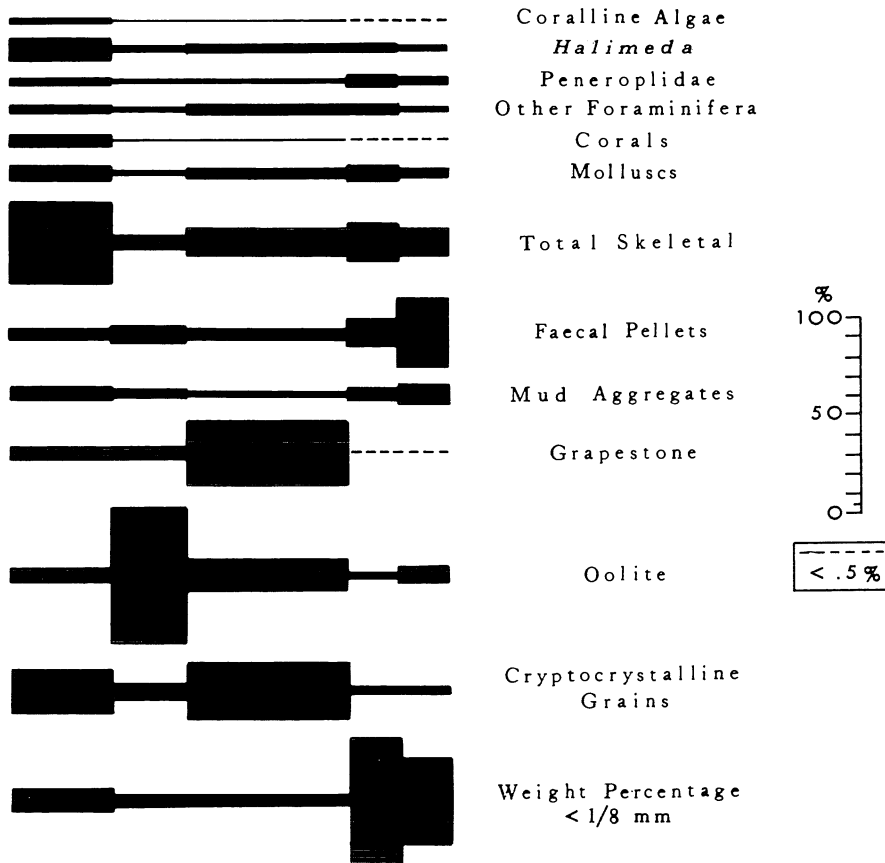 Coralline Algae
Halimeda
Peneroplidae
Other Foraminifera
Corals
Molluscs
Total Skeletal
Faecal Pellets
Mud Aggregates
Grapestone
Oolite
Cryptocrystalline
Grains
Weight Percentage
< 1/8 mm
%
100
50
0
< .5%